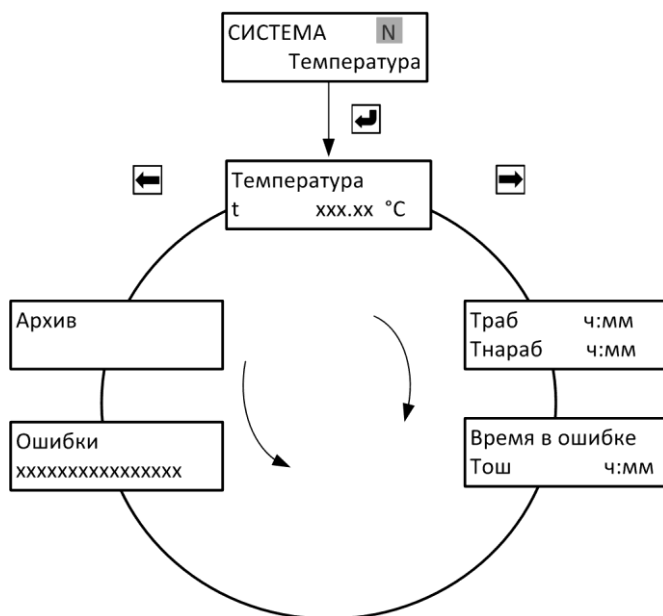 СИСТЕМА N
Температура
Температура
t xxx.xx °C
Архив
Траб ч:мм
Тнараб ч:мм
Ошибки
xxxxxxxxxxxxxxxx
Время в ошибке
Тош ч:мм